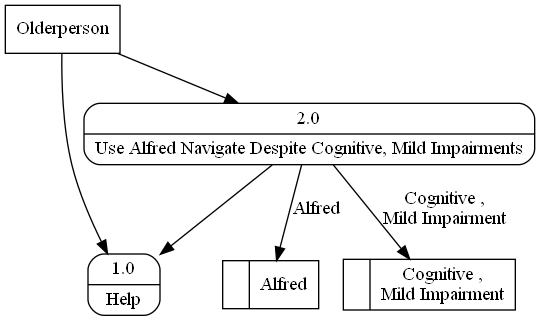 Olderperson
2.0
Use Alfred Navigate Despite Cognitive, Mild Impairments
Alfred
Cognitive ,
Mild Impairment
1.0
Help
Alfred
Cognitive ,
Mild Impairment